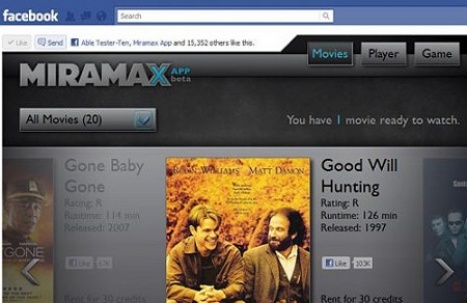 facebook
Search
Like
Send
Able Tester-Ten, Miramax App and 15,352 others like this.
Movies
Player
Game
MIRAMAX APP
beta
All Movies (20)
You have 1 movie ready to watch.
GONE
Gone Baby
Gone
Rating: R
Runtime: 114 min
Released: 2007
Like
Rent for 30 credits
ROBIN WILLIAMS MATT DAMON
Good Will
Hunting
Rating: R
Runtime: 126 min
Released: 1997
Like 103K
Rent for 30 credits